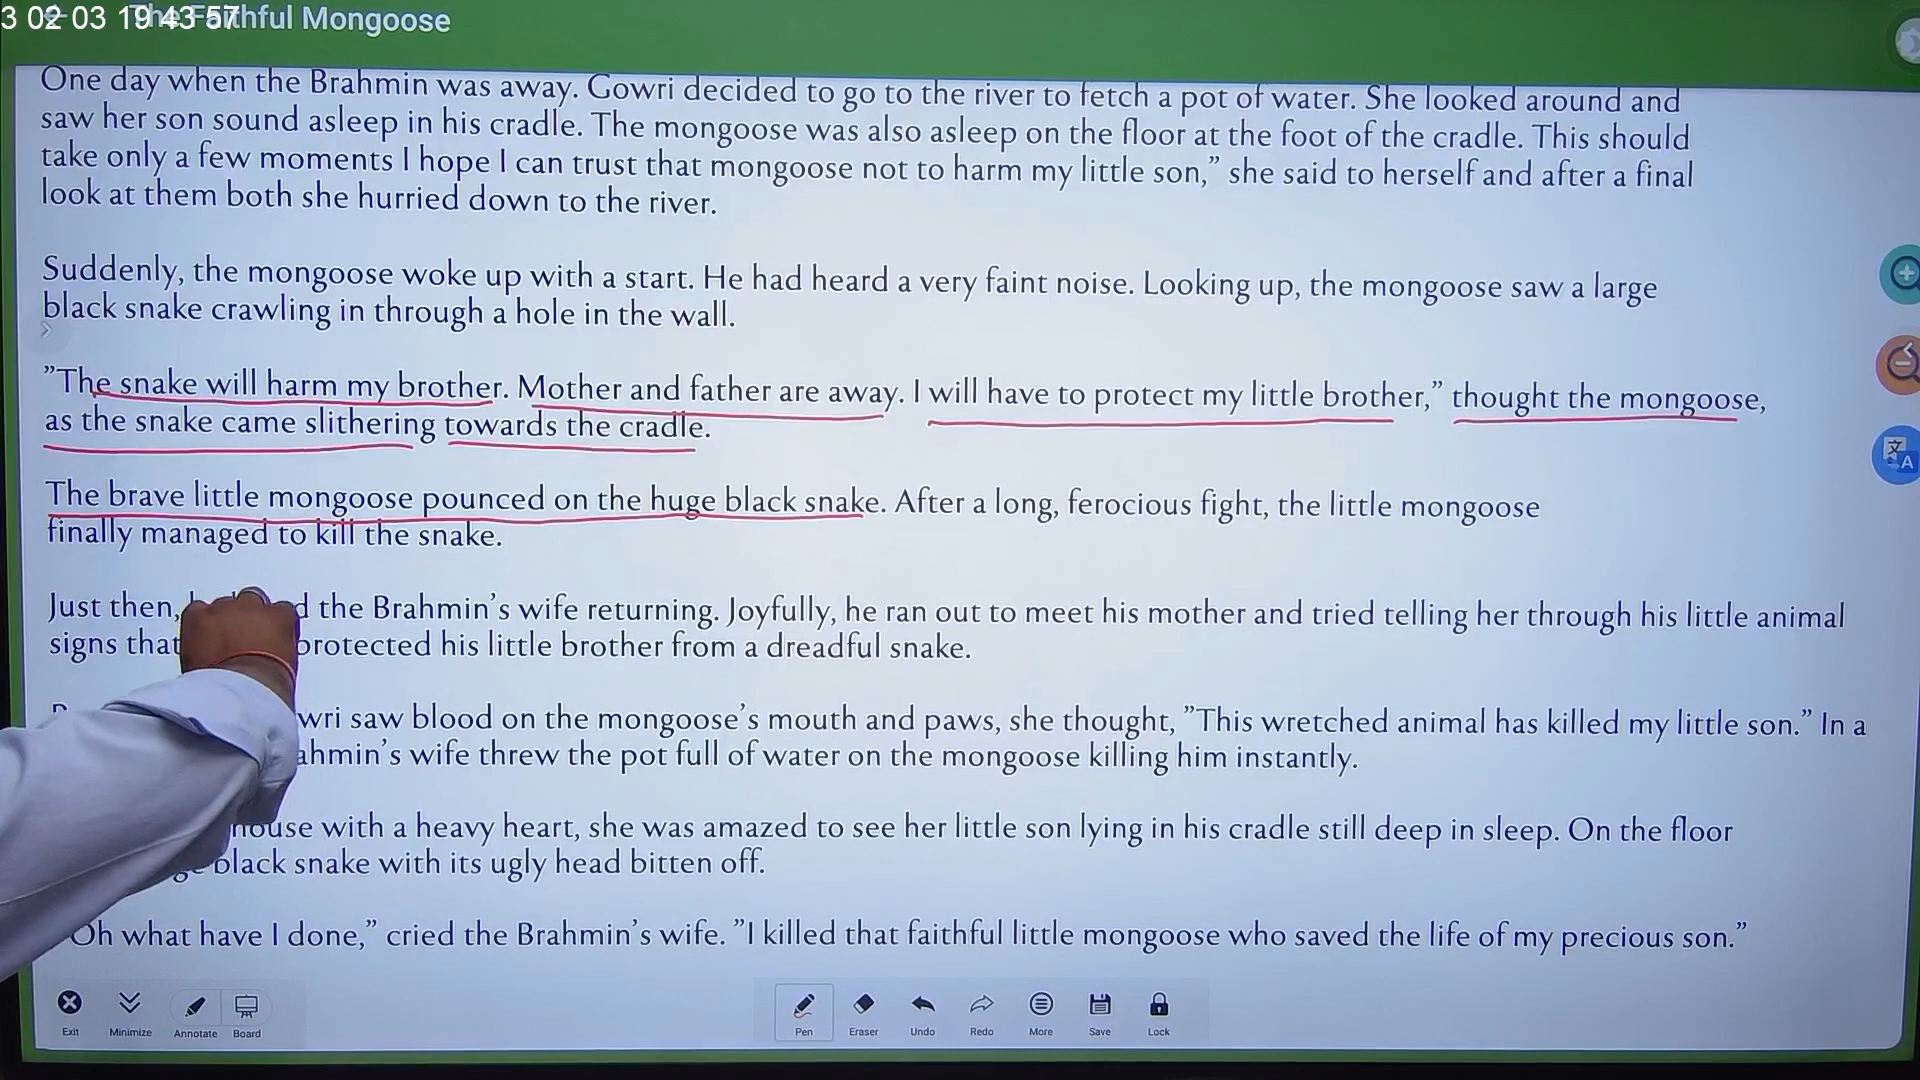 3 02 03 19 43 57
The Faithful Mongoose
One day when the Brahmin was away. Gowri decided to go to the river to fetch a pot of water. She looked around and
saw her son sound asleep in his cradle. The mongoose was also asleep on the floor at the foot of the cradle. This should
take only a few moments I hope I can trust that mongoose not to harm my little son,” she said to herself and after a final
look at them both she hurried down to the river.
Suddenly, the mongoose woke up with a start. He had heard a very faint noise. Looking up, the mongoose saw a large
black snake crawling in through a hole in the wall.
”The snake will harm my brother. Mother and father are away. I will have to protect my little brother,” thought the mongoose,
as the snake came slithering towards the cradle.
The brave little mongoose pounced on the huge black snake. After a long, ferocious fight, the little mongoose
finally managed to kill the snake.
Just then, the Brahmin’s wife returning. Joyfully, he ran out to meet his mother and tried telling her through his little animal
signs that protected his little brother from a dreadful snake.
saw blood on the mongoose’s mouth and paws, she thought, ”This wretched animal has killed my little son.” In a
wife threw the pot full of water on the mongoose killing him instantly.
house with a heavy heart, she was amazed to see her little son lying in his cradle still deep in sleep. On the floor
black snake with its ugly head bitten off.
Oh what have I done,” cried the Brahmin’s wife. ”I killed that faithful little mongoose who saved the life of my precious son.”
Exit Minimize Annotate Board Pen Eraser Undo Redo More Save Lock
文A